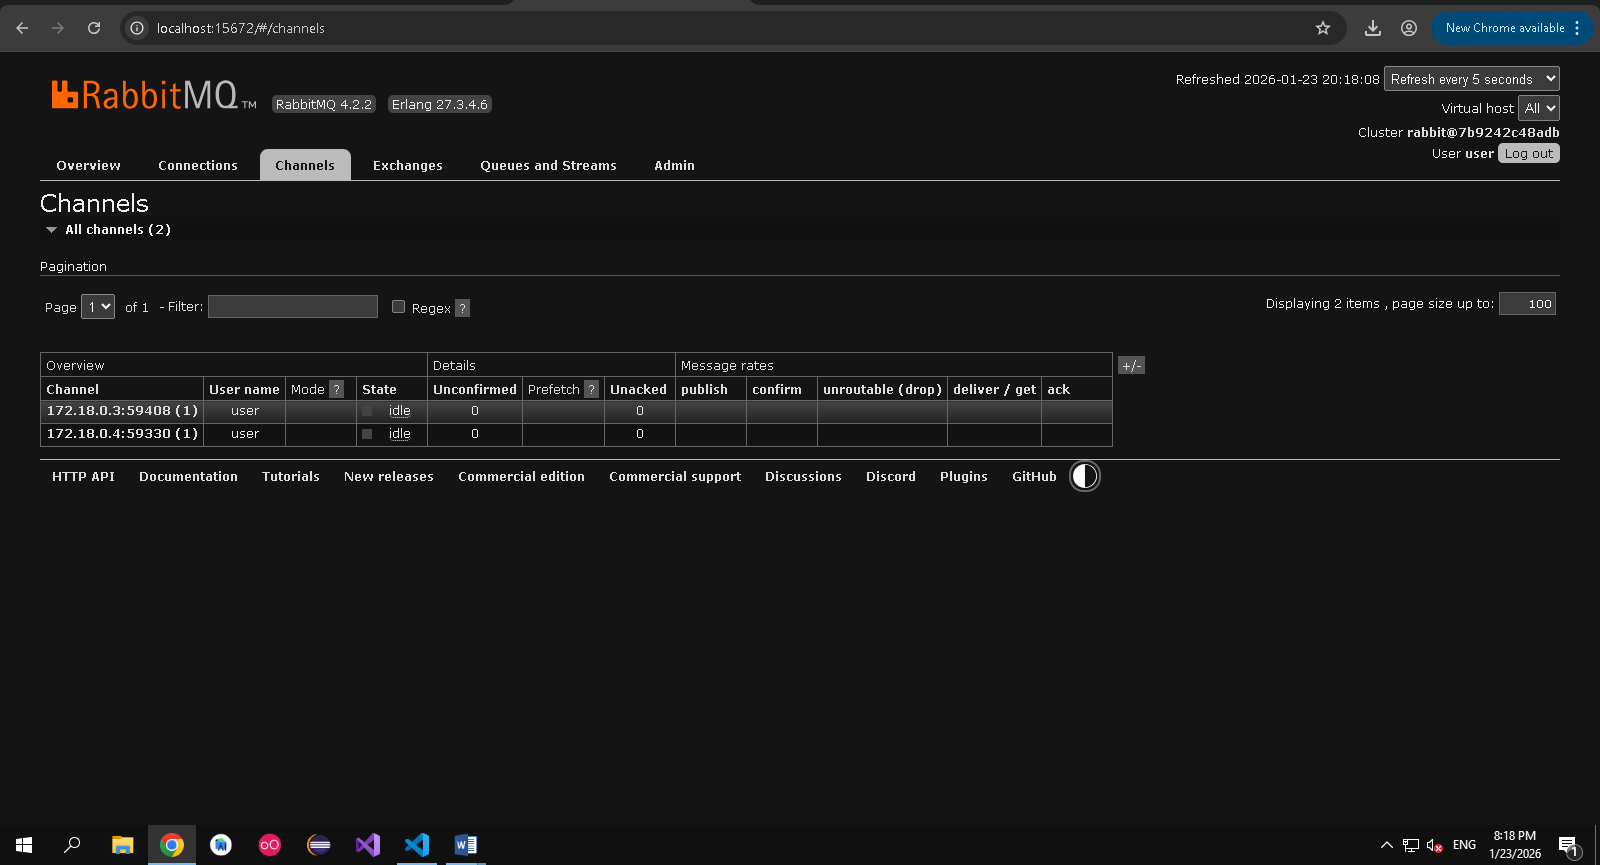 localhost:15672/#/channels
New Chrome available
Refreshed 2026-01-23 20:18:08 Refresh every 5 seconds
RabbitMQ TM RabbitMQ 4.2.2 Erlang 27.3.4.6
Virtual host All
Cluster rabbit@7b9242c48adb
User user Log out
Overview Connections Channels Exchanges Queues and Streams Admin
Channels
All channels (2)
Pagination
Page 1 of 1 - Filter: Regex ? Displaying 2 items , page size up to: 100
Overview Details Message rates +/-
Channel User name Mode ? State Unconfirmed Prefetch ? Unacked publish confirm unroutable (drop) deliver / get ack
172.18.0.3:59408 (1) user idle 0 0
172.18.0.4:59330 (1) user idle 0 0
HTTP API Documentation Tutorials New releases Commercial edition Commercial support Discussions Discord Plugins GitHub
ENG 8:18 PM
1/23/2026 1